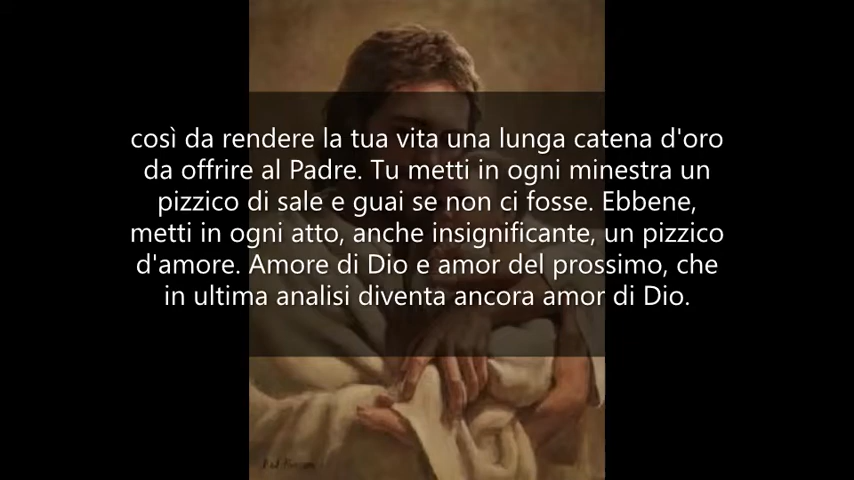 così da rendere la tua vita una lunga catena d'oro
da offrire al Padre. Tu metti in ogni minestra un
pizzico di sale e guai se non ci fosse. Ebbene,
metti in ogni atto, anche insignificante, un pizzico
d'amore. Amore di Dio e amor del prossimo, che
in ultima analisi diventa ancora amor di Dio.